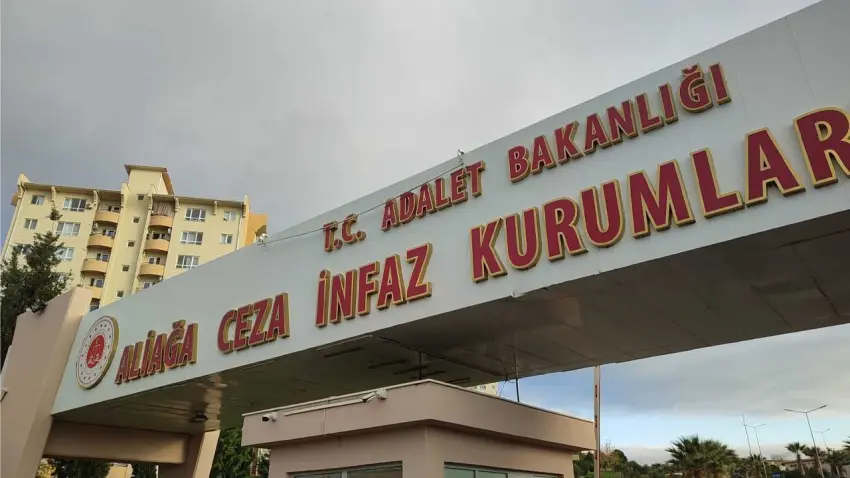 T.C. ADALET BAKANLIĞI
ALİAĞA CEZA İNFAZ KURUMLAR